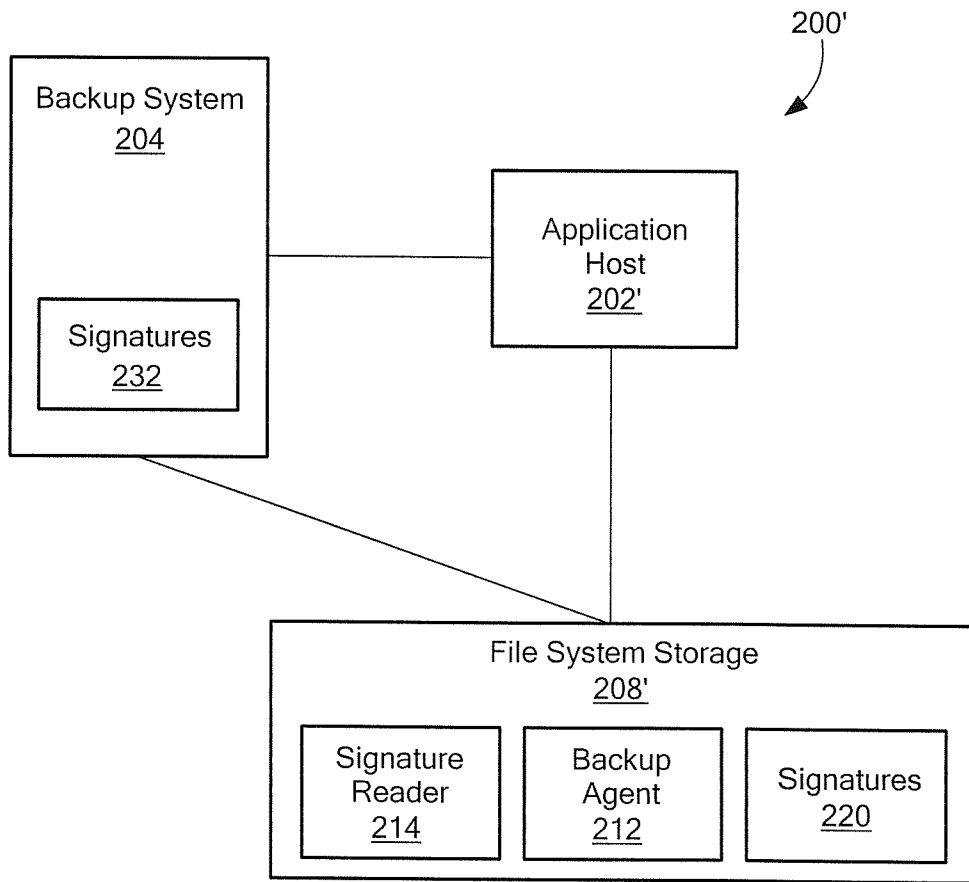 200'
Backup System
204
Signatures
232
Application
Host
202'
File System Storage
208'
Signature
Reader
214
Backup
Agent
212
Signatures
220